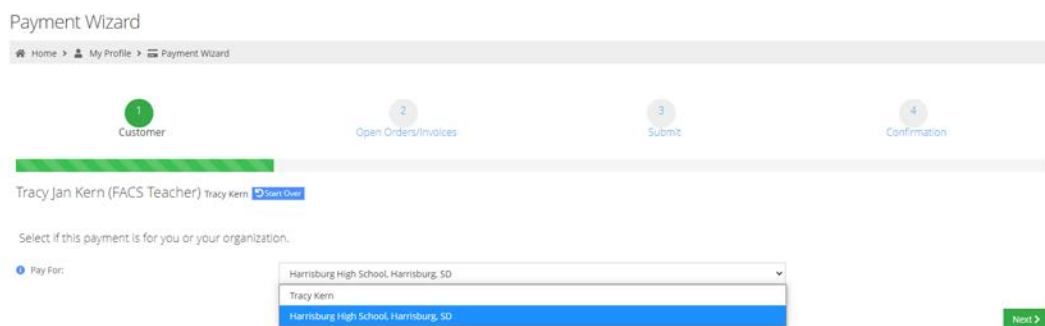 Payment Wizard
Home > My Profile > Payment Wizard
1 2 3 4
Customer Open Orders/Invoices Submit Confirmation
Tracy Jan Kern (FACS Teacher) Tracy Kern Start Over
Select if this payment is for you or your organization.
Pay For: Harrisburg High School, Harrisburg, SD
Tracy Kern
Harrisburg High School, Harrisburg, SD
Next >